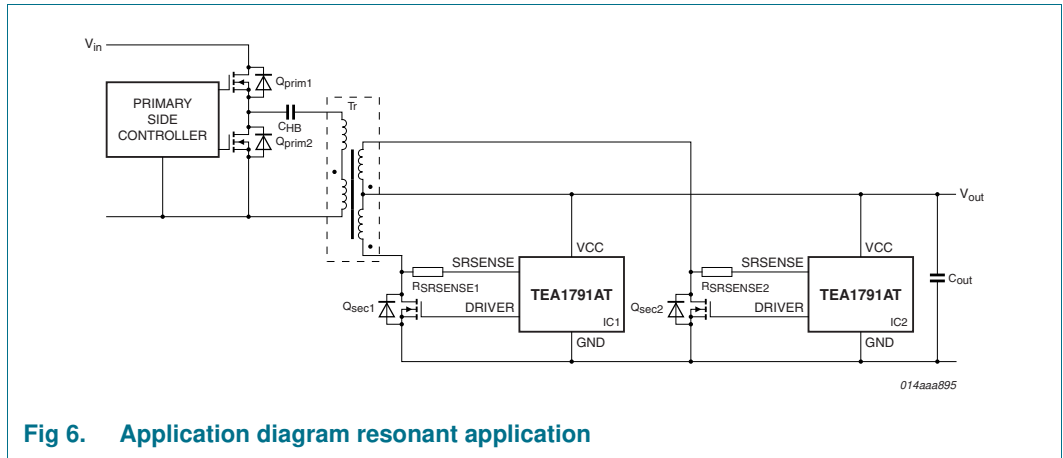 Vin
PRIMARY
SIDE
CONTROLLER
Qprim1
CHB
Qprim2
Tr
Vout
SRSENSE
VCC
RSRSENSE1
TEA1791AT
Qsec1
DRIVER
IC1
GND
SRSENSE
VCC
RSRSENSE2
TEA1791AT
Qsec2
DRIVER
IC2
GND
Cout
014aaa895
Fig 6. Application diagram resonant application